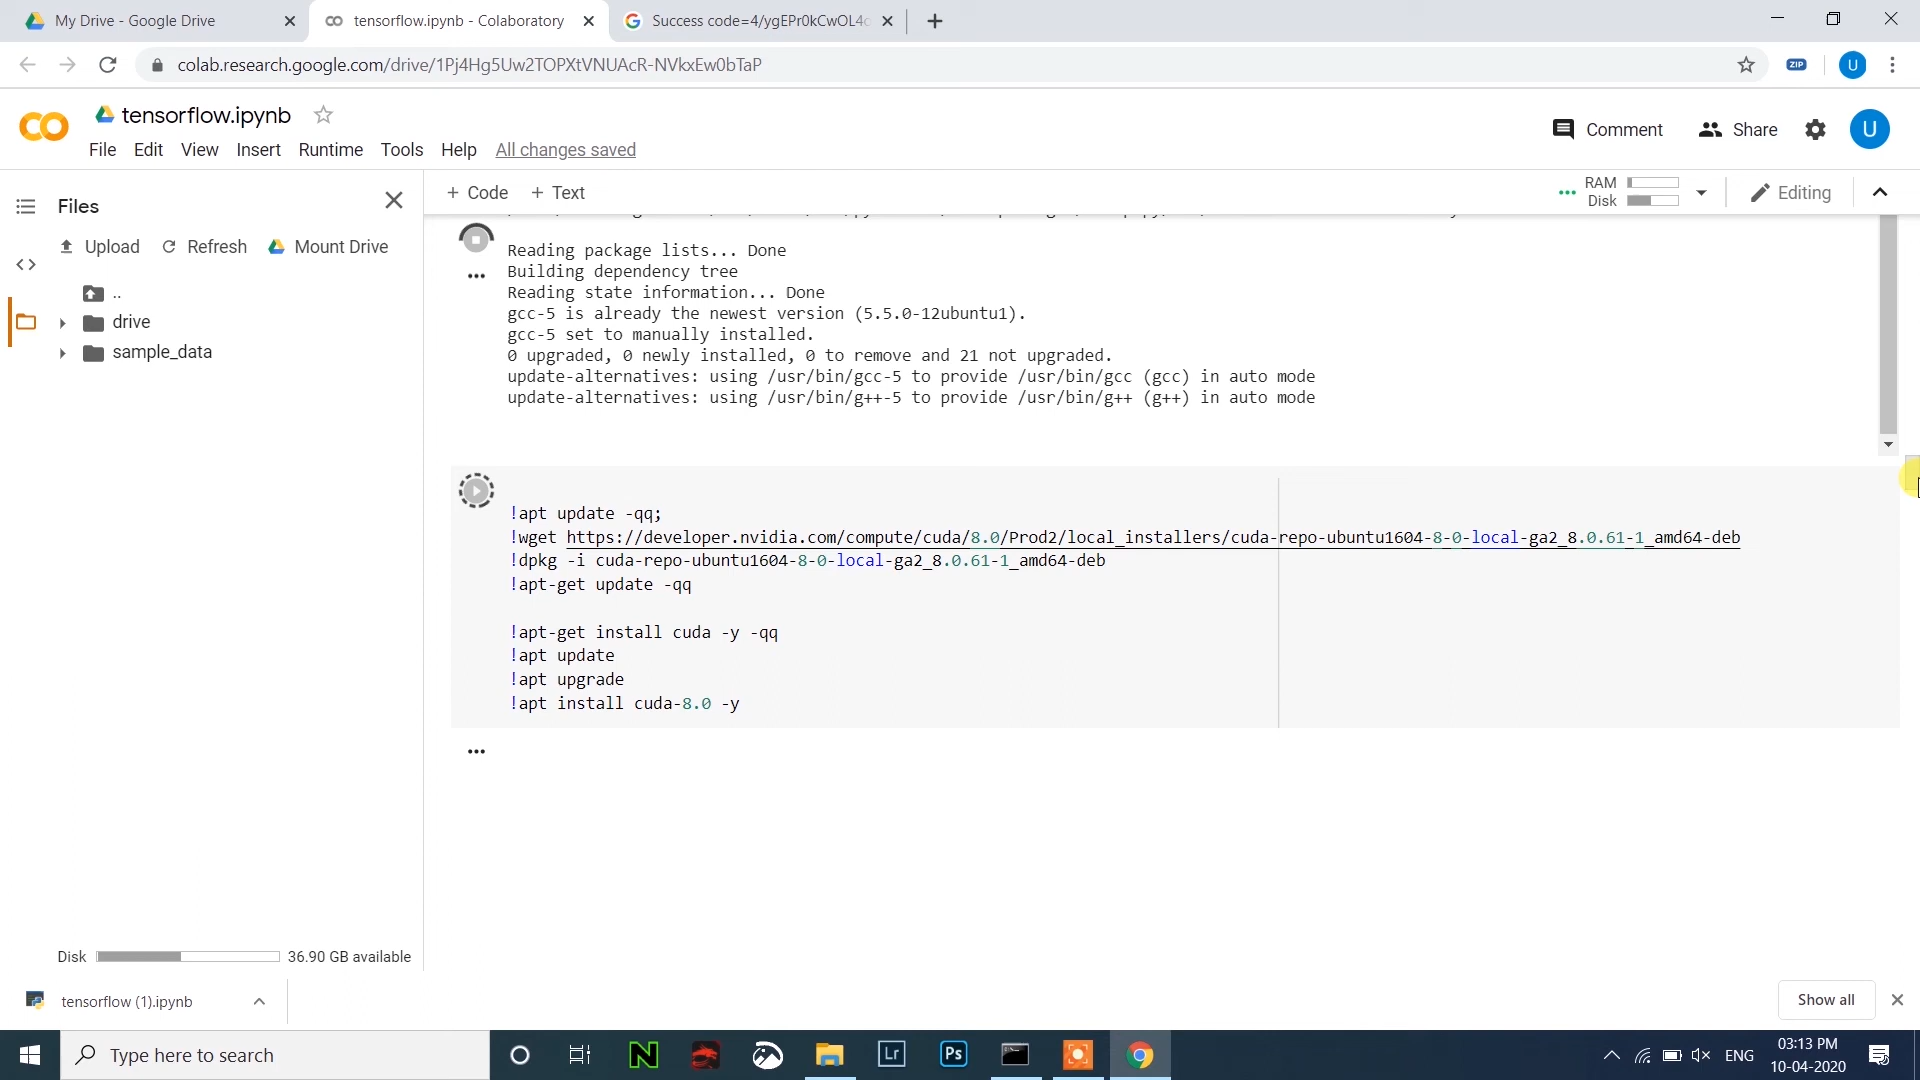 My Drive - Google Drive
tensorflow.ipynb - Colaboratory
Success code=4/ygEPr0kCwOL4
colab.research.google.com/drive/1Pj4Hg5Uw2TOPXtVNUAcR-NVkxEw0bTaP
ZIP
U
CO
tensorflow.ipynb
Comment
Share
U
File Edit View Insert Runtime Tools Help All changes saved
Files
+ Code + Text
RAM
Disk
Editing
Upload Refresh Mount Drive
..
drive
sample_data
Reading package lists... Done
Building dependency tree
Reading state information... Done
gcc-5 is already the newest version (5.5.0-12ubuntu1).
gcc-5 set to manually installed.
0 upgraded, 0 newly installed, 0 to remove and 21 not upgraded.
update-alternatives: using /usr/bin/gcc-5 to provide /usr/bin/gcc (gcc) in auto mode
update-alternatives: using /usr/bin/g++-5 to provide /usr/bin/g++ (g++) in auto mode
!apt update -qq;
!wget https://developer.nvidia.com/compute/cuda/8.0/Prod2/local_installers/cuda-repo-ubuntu1604-8-0-local-ga2_8.0.61-1_amd64-deb
!dpkg -i cuda-repo-ubuntu1604-8-0-local-ga2_8.0.61-1_amd64-deb
!apt-get update -qq
!apt-get install cuda -y -qq
!apt update
!apt upgrade
!apt install cuda-8.0 -y
Disk 36.90 GB available
tensorflow (1).ipynb
Show all
Type here to search
N
Lr
Ps
ENG
03:13 PM
10-04-2020